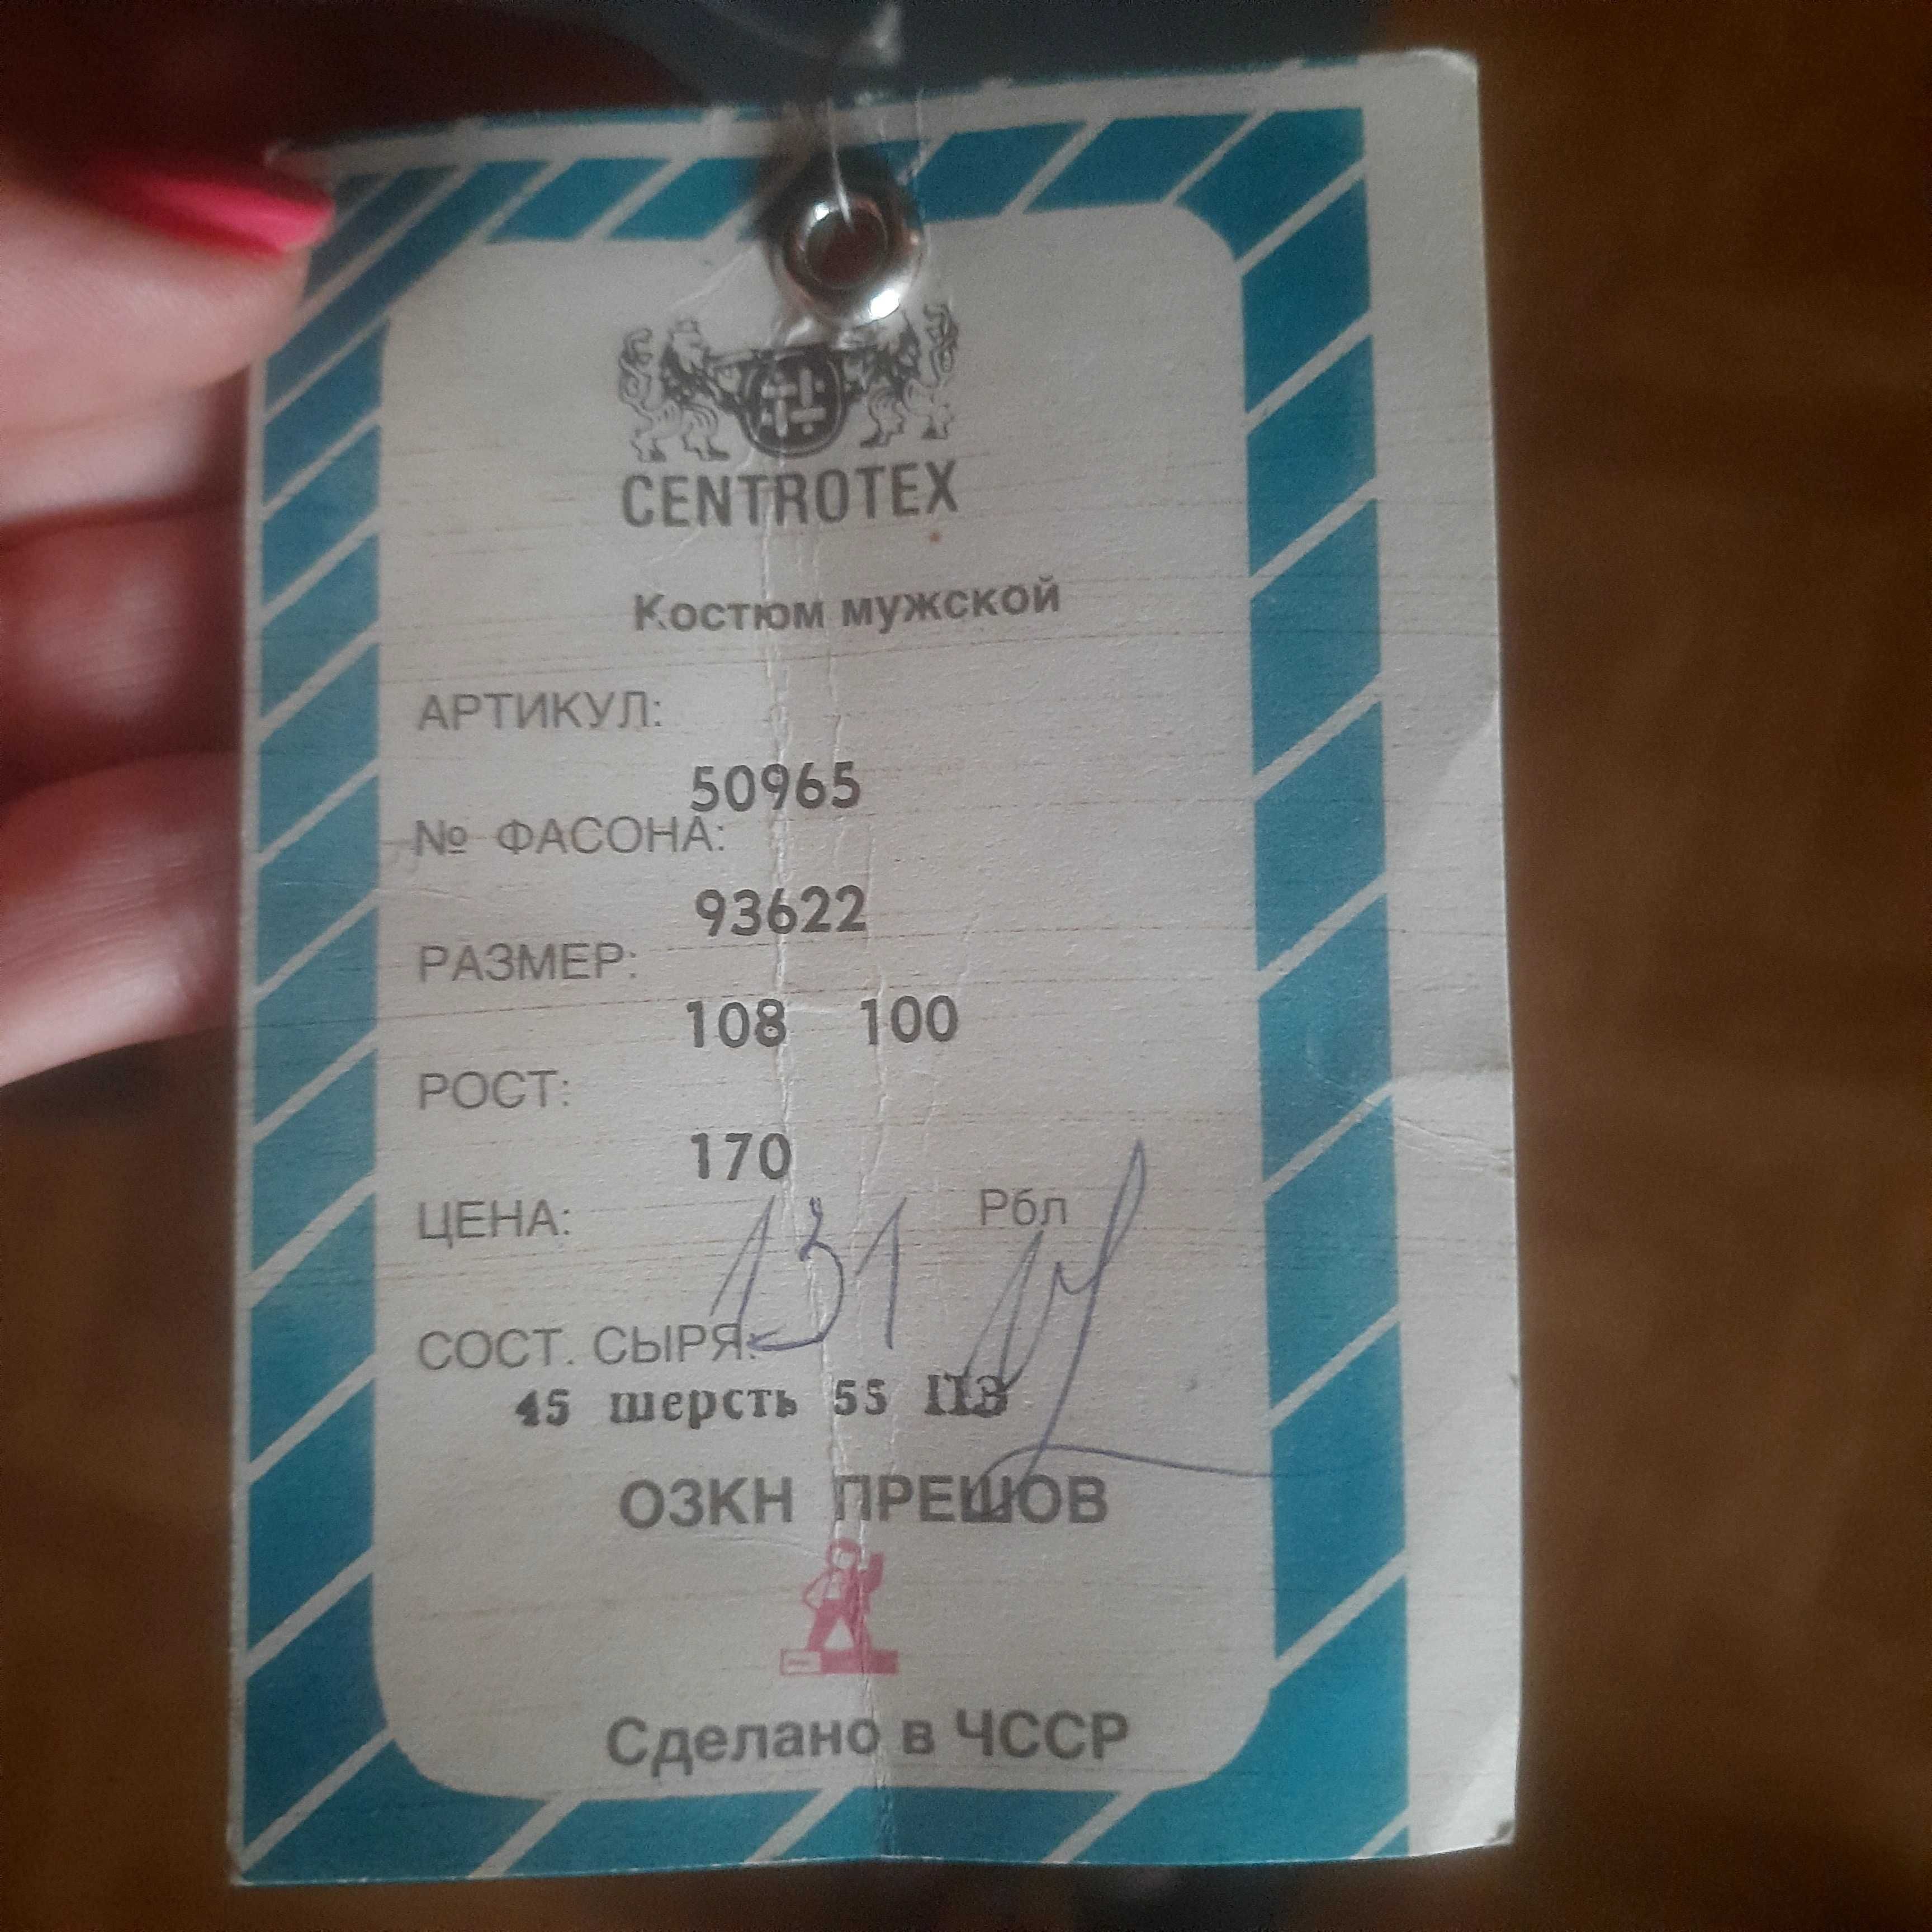 CENTROTEX
Костюм мужской
АРТИКУЛ:
50965
№ ФАСОНА:
93622
РАЗМЕР:
108 100
РОСТ:
170
ЦЕНА: 131 Рбл
СОСТ. СЫРЯ:
45 шерсть 55 ПЭ
ОЗКН ПРЕШОВ
Сделано в ЧССР